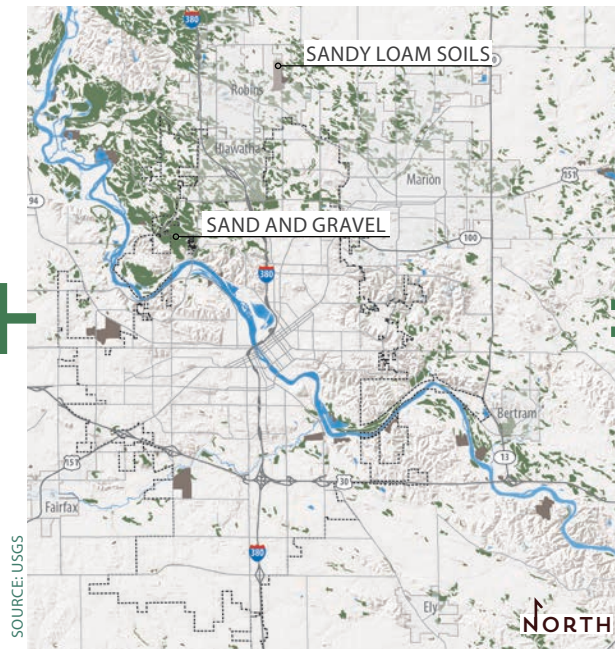 380
SANDY LOAM SOILS
Robins
Hiawatha
151
Marion
94
SAND AND GRAVEL
100
380
Bertram
13
151
30
Fairfax
380
Ely
NORTH
SOURCE: USGS